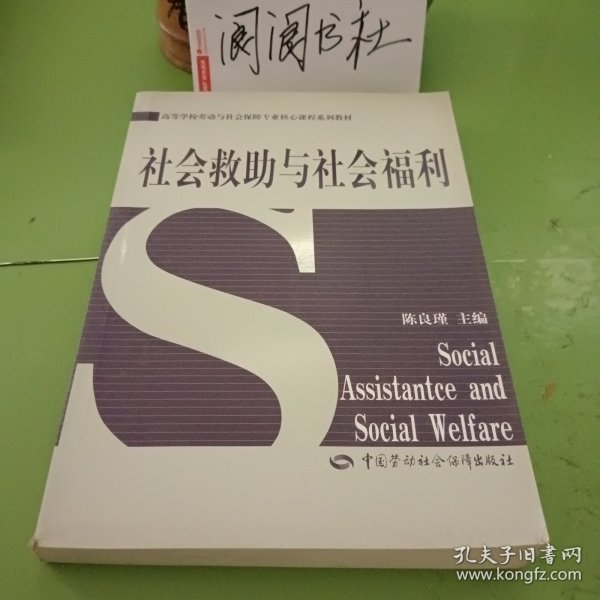 阅阅书社
高等学校劳动与社会保障专业核心课程系列教材
社会救助与社会福利
S
陈良瑾 主编
Social
Assistantce and
Social Welfare
中国劳动社会保障出版社
孔夫子旧书网
www.kongfz.com